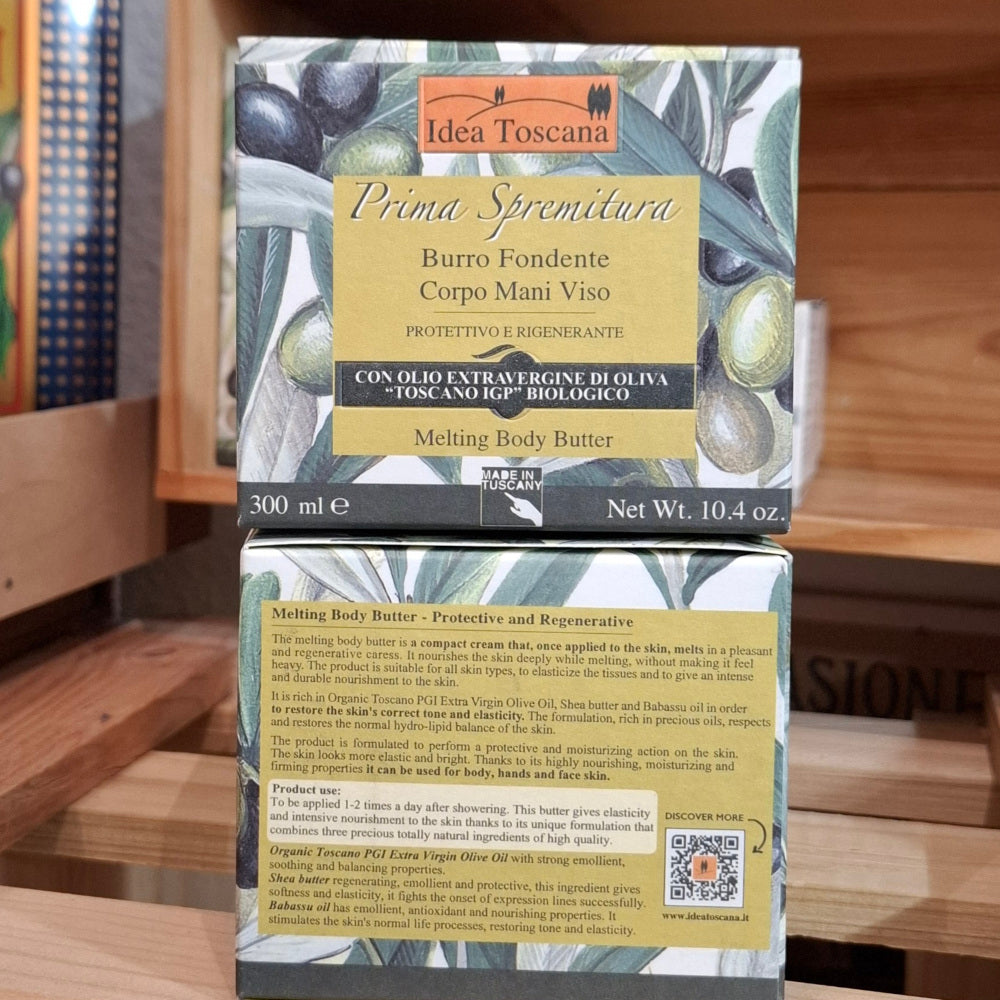 Idea Toscana
Prima Spremitura
Burro Fondente
Corpo Mani Viso
PROTETTIVO E RIGENERANTE
CON OLIO EXTRAVERGINE DI OLIVA
“TOSCANO IGP” BIOLOGICO
Melting Body Butter
MADE IN
TUSCANY
300 ml ℮
Net Wt. 10.4 oz.
Melting Body Butter - Protective and Regenerative
The melting body butter is a compact cream that, once applied to the skin, melts in a pleasant
and regenerative caress. It nourishes the skin deeply while melting, without making it feel
heavy. The product is suitable for all skin types, to elasticize the tissues and to give an intense
and durable nourishment to the skin.
It is rich in Organic Toscano PGI Extra Virgin Olive Oil, Shea butter and Babassu oil in order
to restore the skin's correct tone and elasticity. The formulation, rich in precious oils, respects
and restores the normal hydro-lipid balance of the skin.
The product is formulated to perform a protective and moisturizing action on the skin.
The skin looks more elastic and bright. Thanks to its highly nourishing, moisturizing and
firming properties it can be used for body, hands and face skin.
Product use:
To be applied 1-2 times a day after showering. This butter gives elasticity
and intensive nourishment to the skin thanks to its unique formulation that
combines three precious totally natural ingredients of high quality.
Organic Toscano PGI Extra Virgin Olive Oil with strong emollient,
soothing and balancing properties.
Shea butter regenerating, emollient and protective, this ingredient gives
softness and elasticity, it fights the onset of expression lines successfully.
Babassu oil has emollient, antioxidant and nourishing properties. It
stimulates the skin's normal life processes, restoring tone and elasticity.
DISCOVER MORE
www.ideatoscana.it